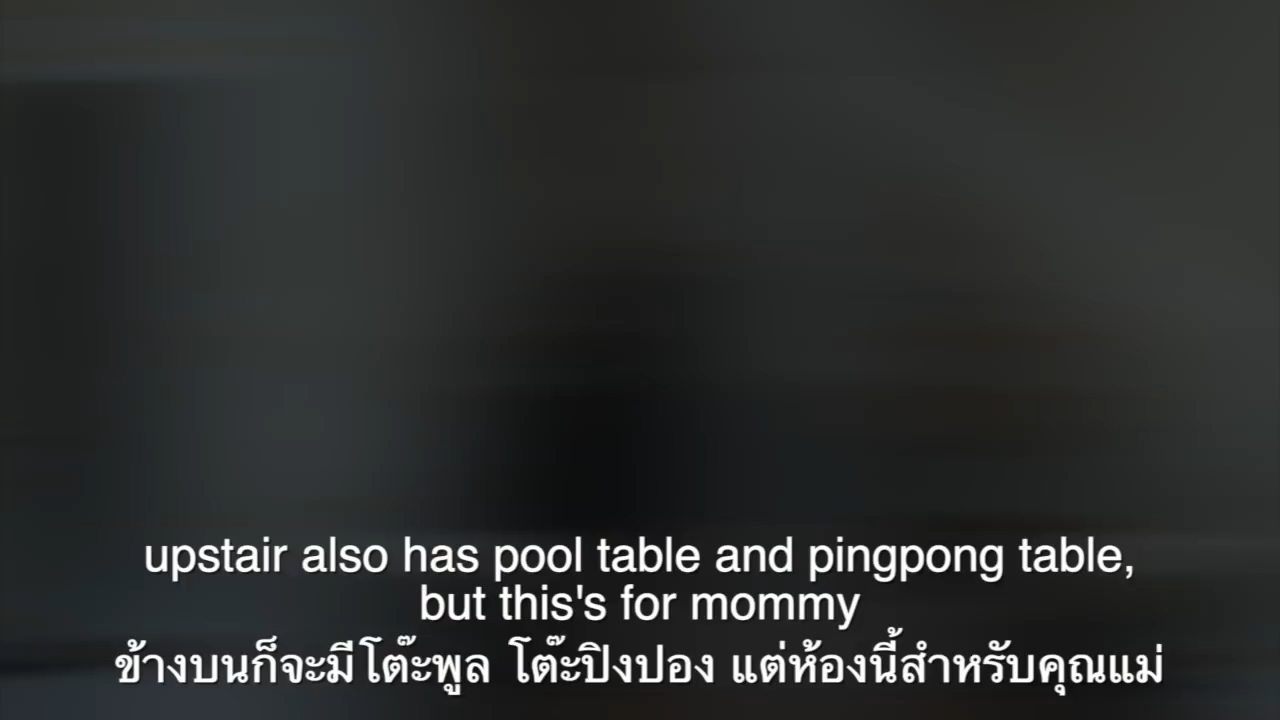 upstair also has pool table and pingpong table,
but this's for mommy
ข้างบนก็จะมีโต๊ะพูล โต๊ะปิงปอง แต่ห้องนี้สำหรับคุณแม่